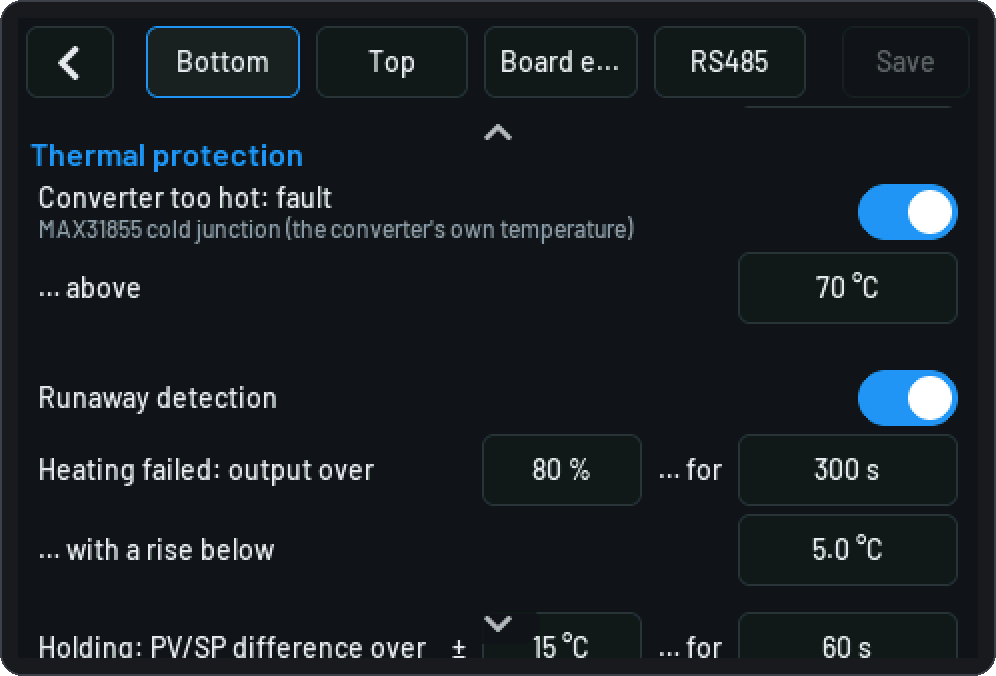 Bottom Top Board e... RS485 Save
Thermal protection
Converter too hot: fault
MAX31855 cold junction (the converter's own temperature)
... above 70 °C
Runaway detection
Heating failed: output over 80 % ... for 300 s
... with a rise below 5.0 °C
Holding: PV/SP difference over ± 15 °C ... for 60 s